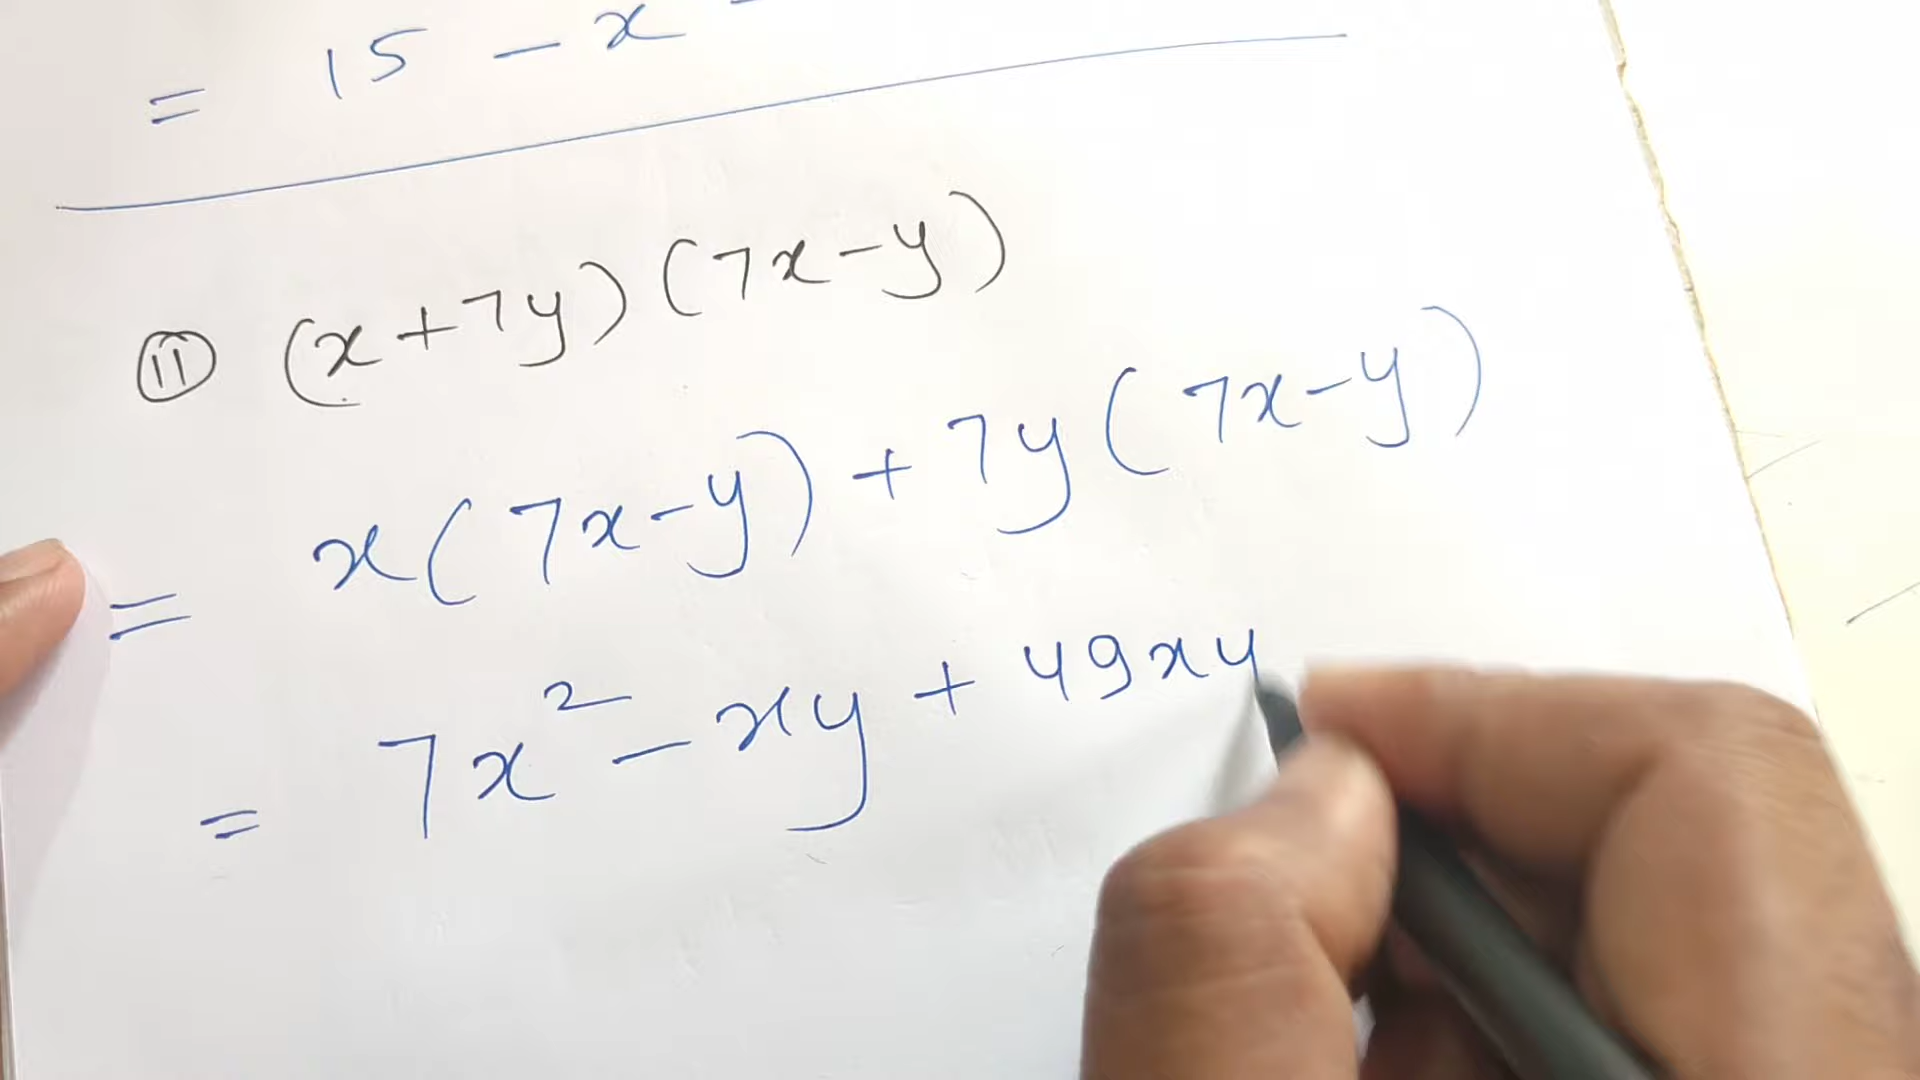 = 15 - x -
(ii) (x+7y)(7x-y)
= x(7x-y)+7y(7x-y)
= 7x² - xy + 49xy